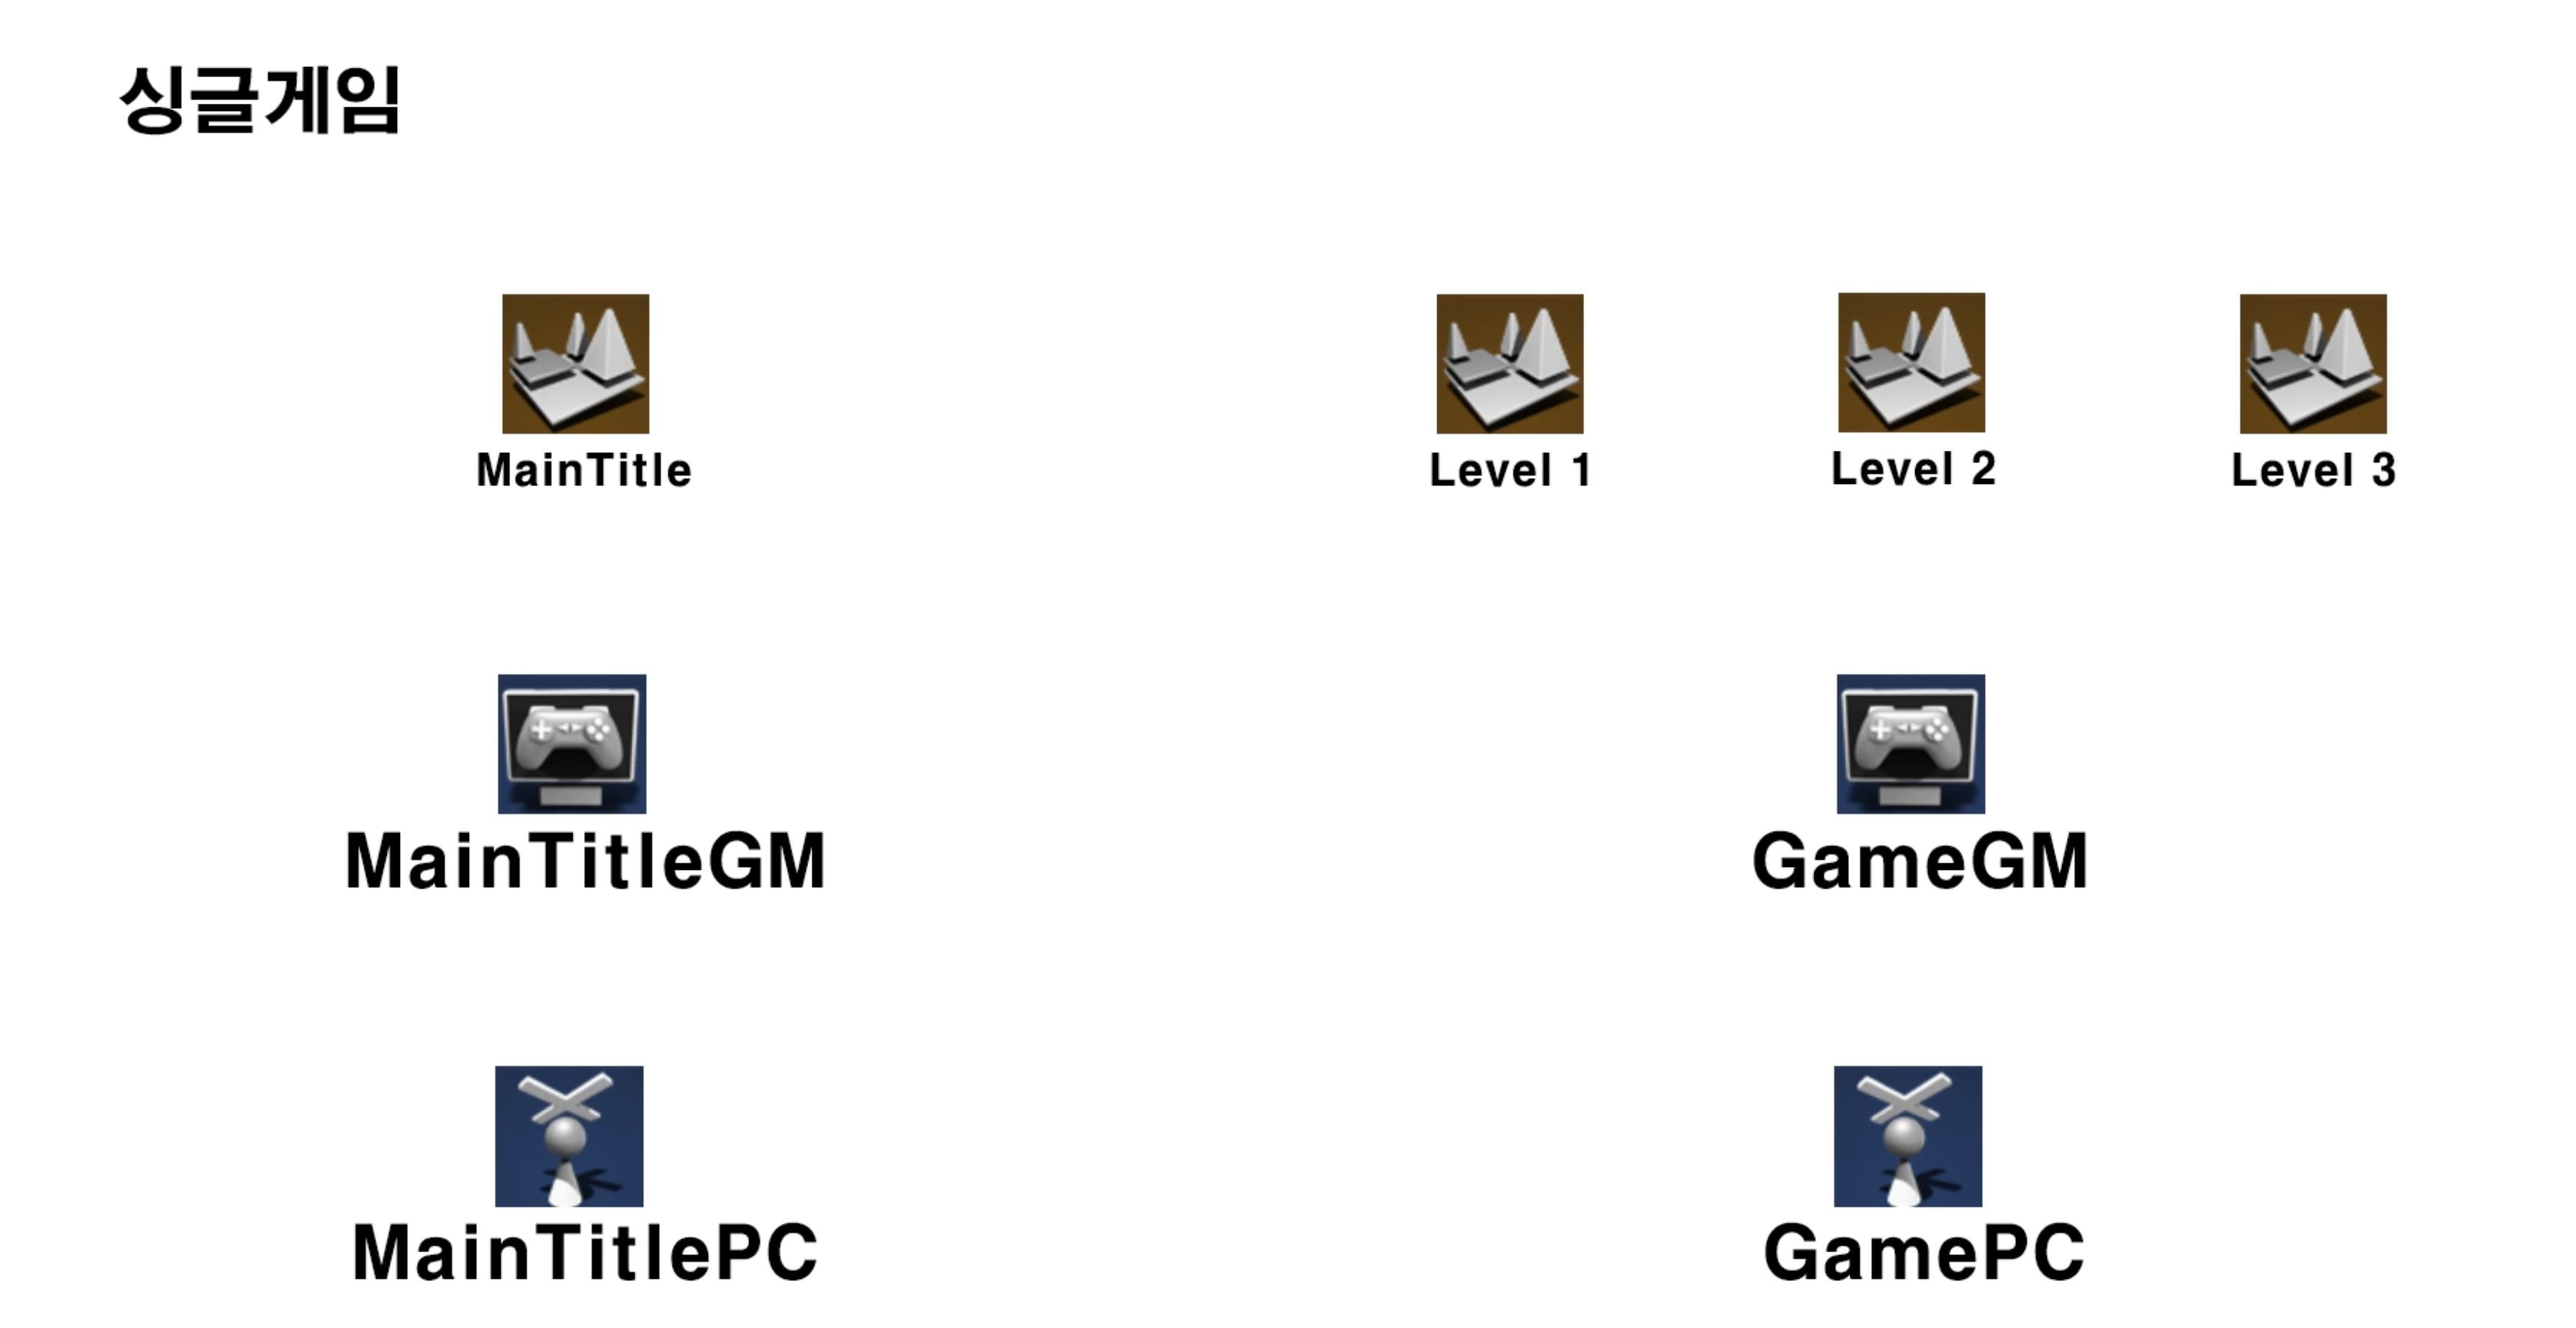 싱글게임
MainTitle
Level 1
Level 2
Level 3
MainTitleGM
GameGM
MainTitlePC
GamePC